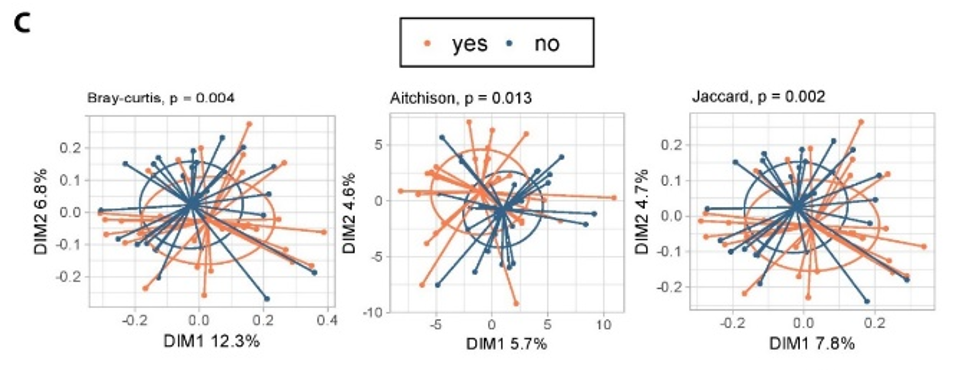 C
yes no
Bray-curtis, p = 0.004
DIM2 6.8%
0.2
0.1
0.0
-0.1
-0.2
-0.2 0.0 0.2 0.4
DIM1 12.3%
Aitchison, p = 0.013
DIM2 4.6%
5
0
-5
-10
-5 0 5 10
DIM1 5.7%
Jaccard, p = 0.002
DIM2 4.7%
0.2
0.1
0.0
-0.1
-0.2
-0.2 0.0 0.2
DIM1 7.8%